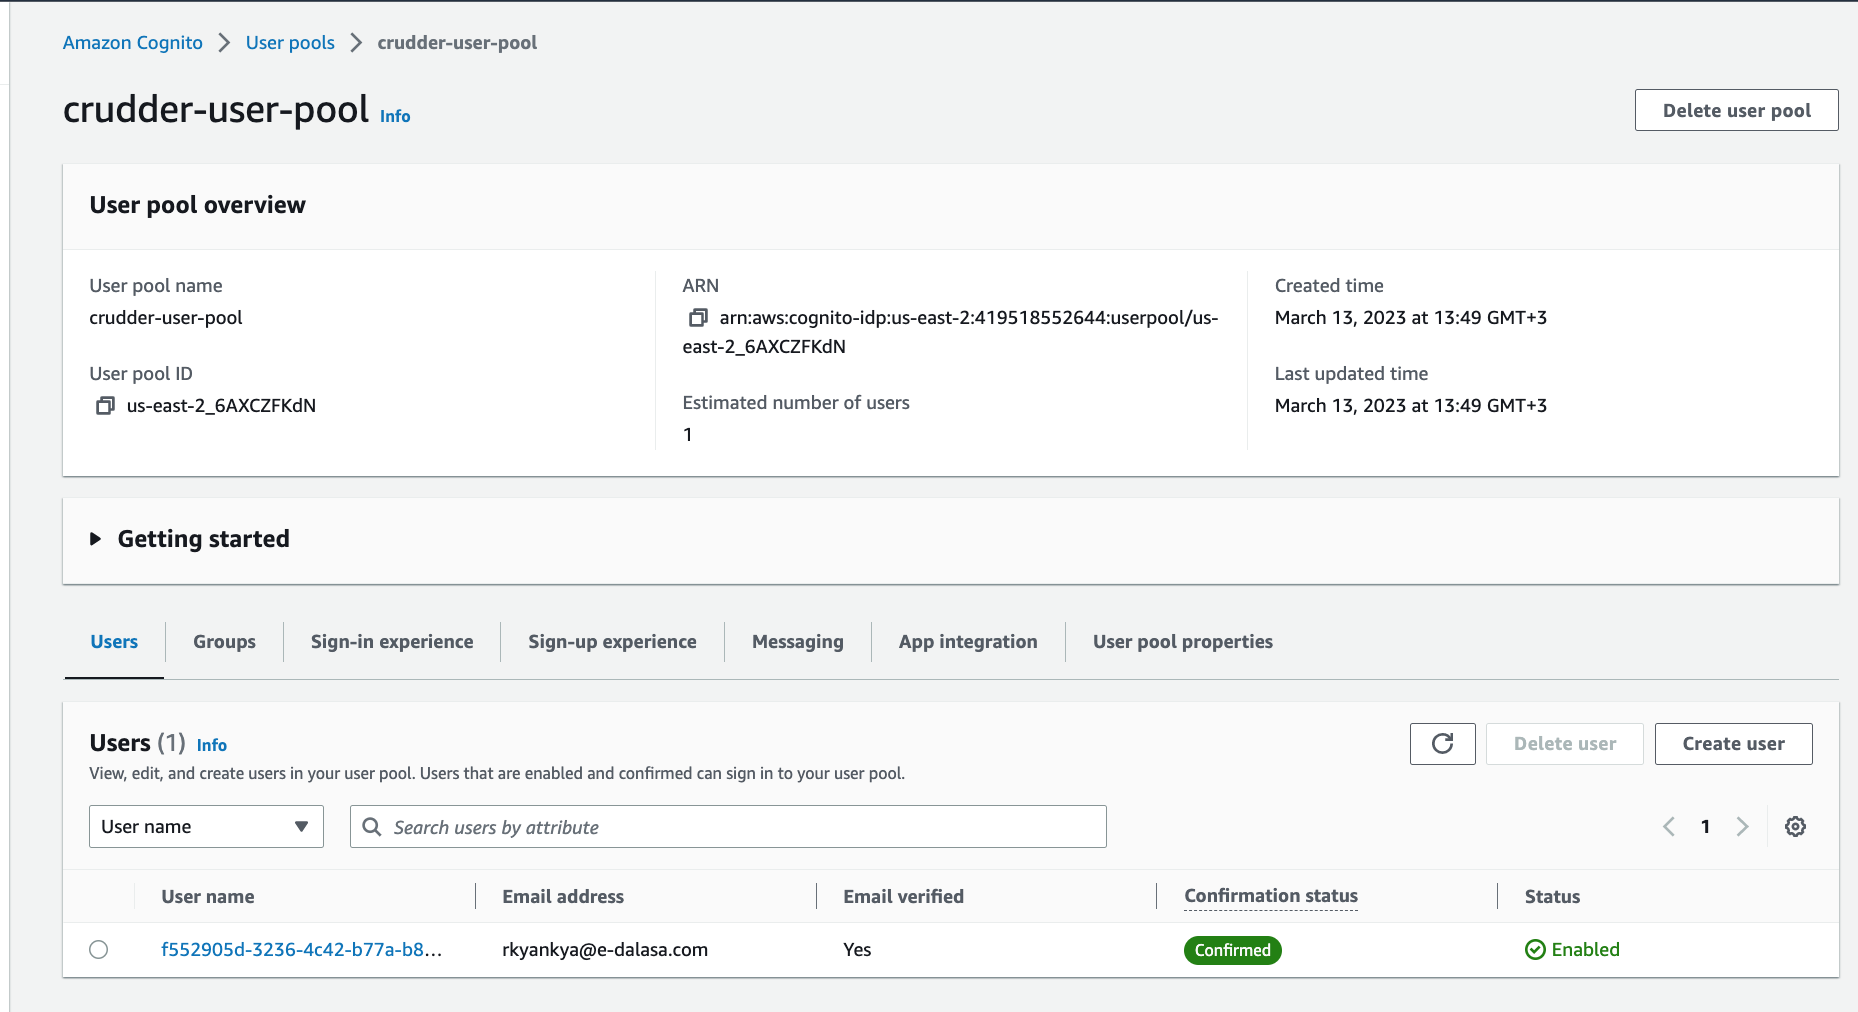 Amazon Cognito > User pools > crudder-user-pool
crudder-user-pool Info
Delete user pool
User pool overview
User pool name
crudder-user-pool
User pool ID
us-east-2_6AXCZFKdN
ARN
arn:aws:cognito-idp:us-east-2:419518552644:userpool/us-
east-2_6AXCZFKdN
Estimated number of users
1
Created time
March 13, 2023 at 13:49 GMT+3
Last updated time
March 13, 2023 at 13:49 GMT+3
Getting started
Users Groups Sign-in experience Sign-up experience Messaging App integration User pool properties
Users (1) Info
View, edit, and create users in your user pool. Users that are enabled and confirmed can sign in to your user pool.
Delete user Create user
User name Search users by attribute 1
User name Email address Email verified Confirmation status Status
f552905d-3236-4c42-b77a-b8... rkyankya@e-dalasa.com Yes Confirmed Enabled